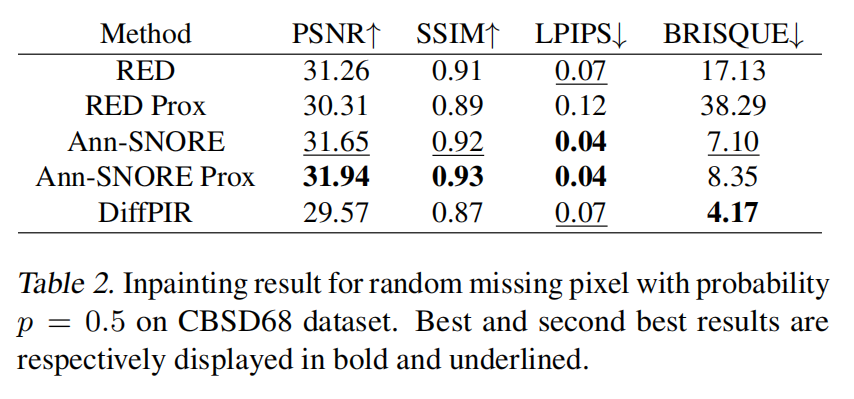 Method PSNR↑ SSIM↑ LPIPS↓ BRISQUE↓
RED 31.26 0.91 0.07 17.13
RED Prox 30.31 0.89 0.12 38.29
Ann-SNORE 31.65 0.92 0.04 7.10
Ann-SNORE Prox 31.94 0.93 0.04 8.35
DiffPIR 29.57 0.87 0.07 4.17
Table 2. Inpainting result for random missing pixel with probability
p = 0.5 on CBSD68 dataset. Best and second best results are
respectively displayed in bold and underlined.